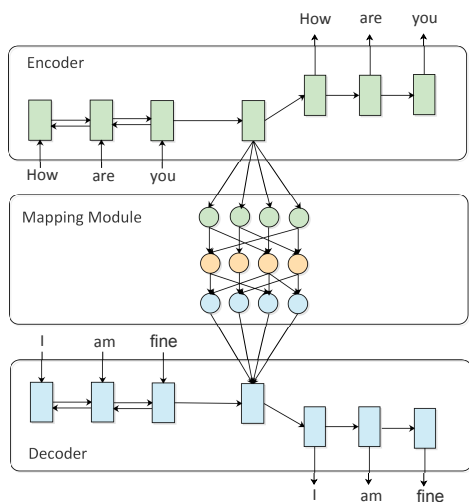 How are you
Encoder
How are you
Mapping Module
I am fine
Decoder
I am fine